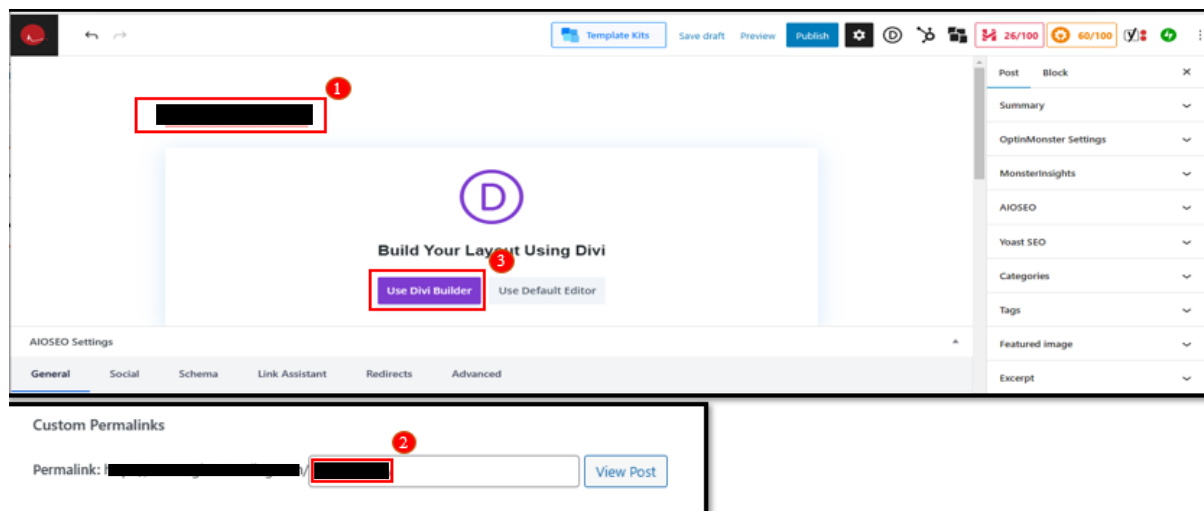 Template Kits Save draft Preview Publish 26/100 60/100
Post Block
1
Summary
OptinMonster Settings
MonsterInsights
AIOSEO
Yoast SEO
Categories
Tags
Featured image
Excerpt
D
Build Your Layout Using Divi
3
Use Divi Builder Use Default Editor
AIOSEO Settings
General Social Schema Link Assistant Redirects Advanced
Custom Permalinks
2
Permalink: / View Post